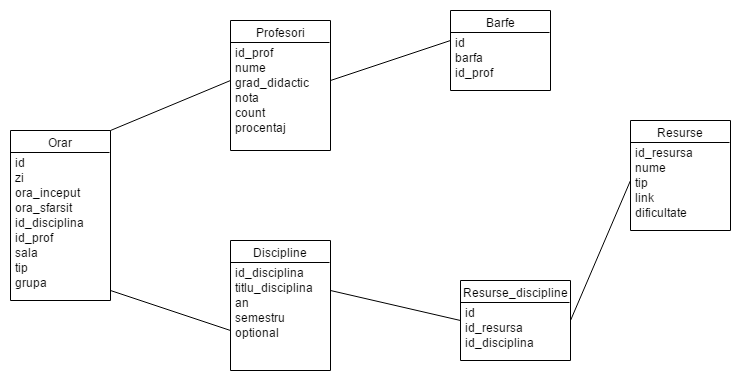 Profesori
id_prof
nume
grad_didactic
nota
count
procentaj
Barfe
id
barfa
id_prof
Orar
id
zi
ora_inceput
ora_sfarsit
id_disciplina
id_prof
sala
tip
grupa
Resurse
id_resursa
nume
tip
link
dificultate
Discipline
id_disciplina
titlu_disciplina
an
semestru
optional
Resurse_discipline
id
id_resursa
id_disciplina